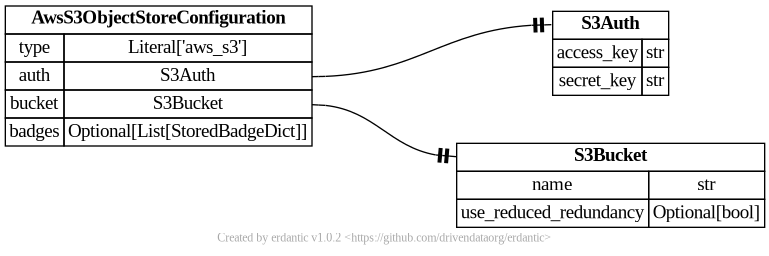 AwsS3ObjectStoreConfiguration
type Literal['aws_s3']
auth S3Auth
bucket S3Bucket
badges Optional[List[StoredBadgeDict]]
S3Auth
access_key str
secret_key str
S3Bucket
name str
use_reduced_redundancy Optional[bool]
Created by erdantic v1.0.2 <https://github.com/drivendataorg/erdantic>